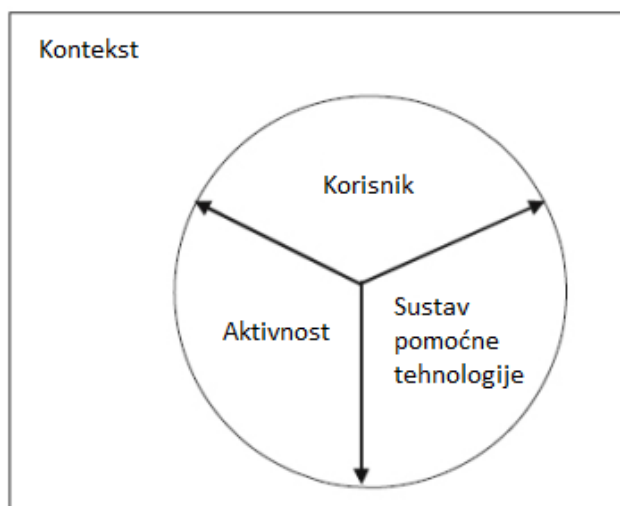 Kontekst
Korisnik
Aktivnost
Sustav
pomoćne
tehnologije